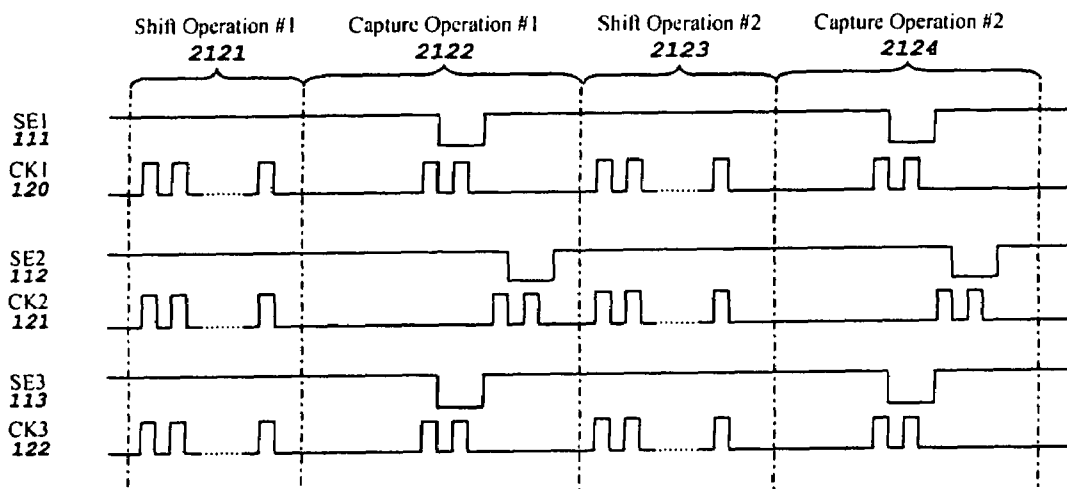 Shift Operation #1 Capture Operation #1 Shift Operation #2 Capture Operation #2
2121 2122 2123 2124
SE1
111
CK1
120
SE2
112
CK2
121
SE3
113
CK3
122